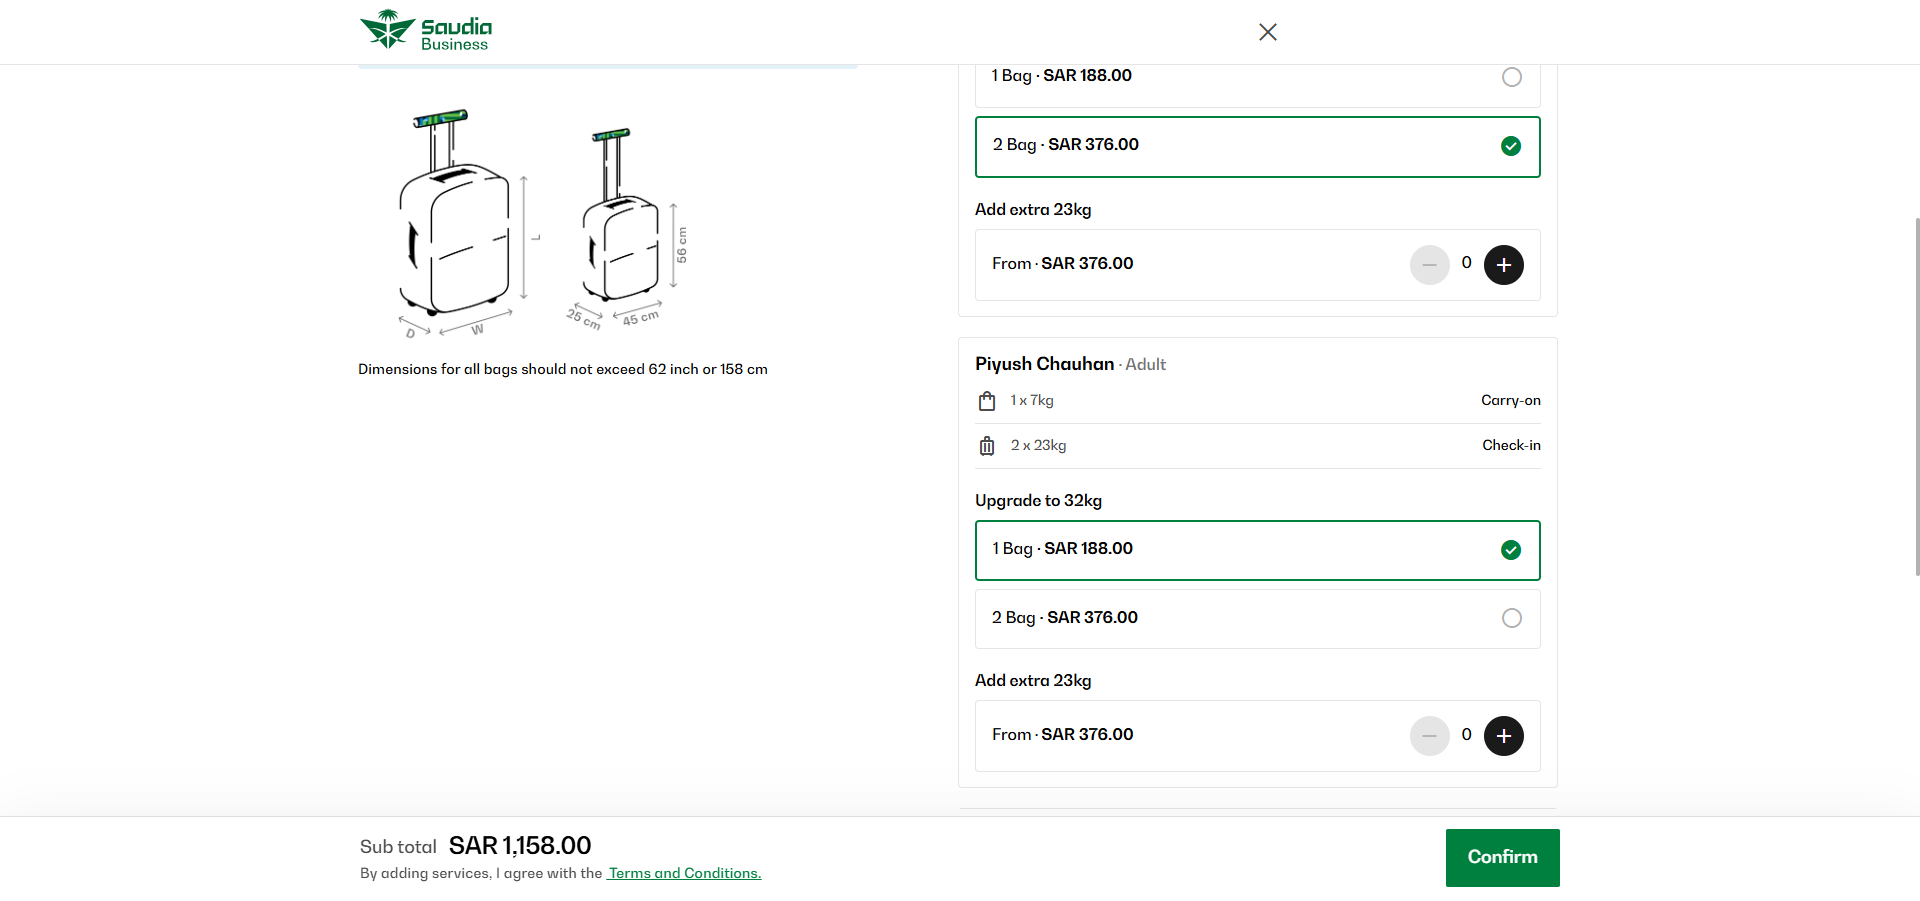 Saudia
Business
1 Bag · SAR 188.00
2 Bag · SAR 376.00
Add extra 23kg
From · SAR 376.00
0
L
D
W
56 cm
25 cm
45 cm
Dimensions for all bags should not exceed 62 inch or 158 cm
Piyush Chauhan · Adult
1 x 7kg
Carry-on
2 x 23kg
Check-in
Upgrade to 32kg
1 Bag · SAR 188.00
2 Bag · SAR 376.00
Add extra 23kg
From · SAR 376.00
0
Sub total SAR 1,158.00
By adding services, I agree with the Terms and Conditions.
Confirm